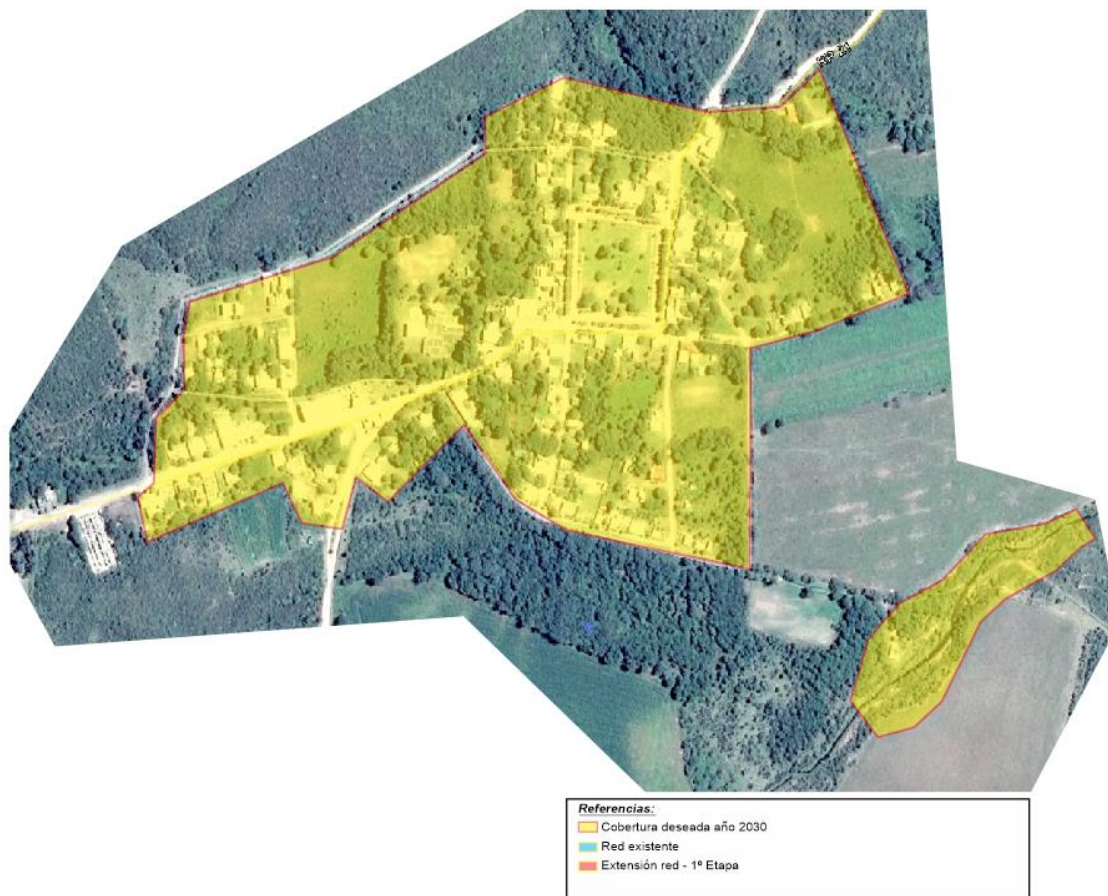 Referencias:
Cobertura deseada año 2030
Red existente
Extensión red - 1º Etapa